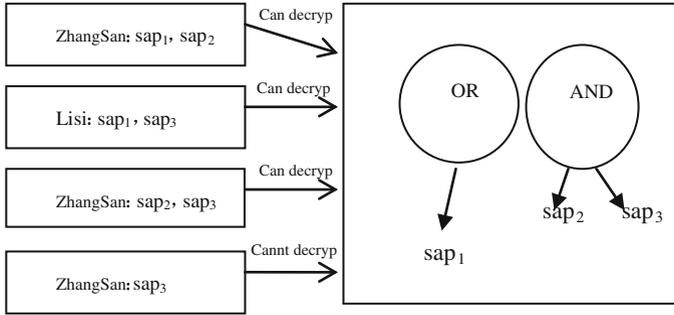 ZhangSan: sap₁, sap₂
Can decryp
Lisi: sap₁, sap₃
Can decryp
ZhangSan: sap₂, sap₃
Can decryp
ZhangSan: sap₃
Cannt decryp
OR
AND
sap₁
sap₂
sap₃